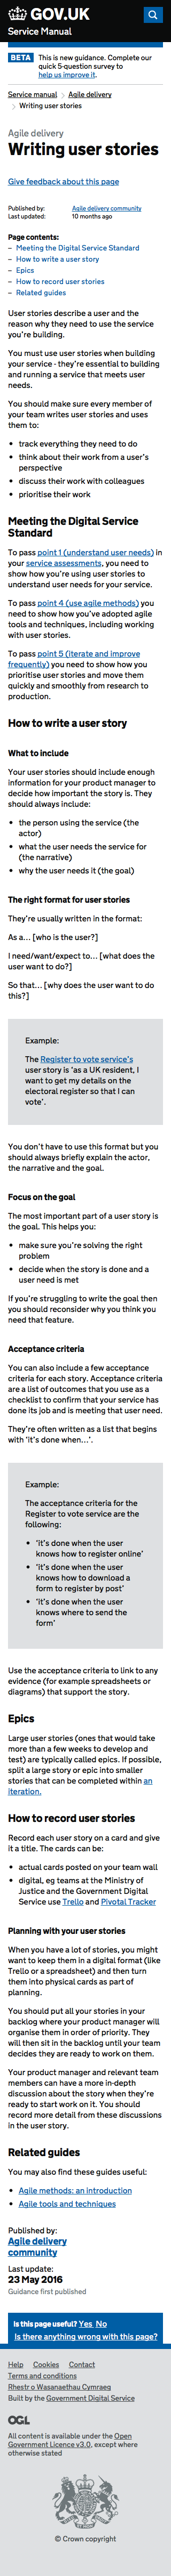 GOV.UK
Service Manual
BETA This is new guidance. Complete our
quick 5-question survey to
help us improve it.
Service manual > Agile delivery
> Writing user stories
Agile delivery
Writing user stories
Give feedback about this page
Published by: Agile delivery community
Last updated: 10 months ago
Page contents:
– Meeting the Digital Service Standard
– How to write a user story
– Epics
– How to record user stories
– Related guides
User stories describe a user and the
reason why they need to use the service
you're building.
You must use user stories when building
your service - they're essential to building
and running a service that meets user
needs.
You should make sure every member of
your team writes user stories and uses
them to:
• track everything they need to do
• think about their work from a user's
perspective
• discuss their work with colleagues
• prioritise their work
Meeting the Digital Service
Standard
To pass point 1 (understand user needs) in
your service assessments, you need to
show how you're using user stories to
understand user needs for your service.
To pass point 4 (use agile methods) you
need to show how you've adopted agile
tools and techniques, including working
with user stories.
To pass point 5 (iterate and improve
frequently) you need to show how you
prioritise user stories and move them
quickly and smoothly from research to
production.
How to write a user story
What to include
Your user stories should include enough
information for your product manager to
decide how important the story is. They
should always include:
• the person using the service (the
actor)
• what the user needs the service for
(the narrative)
• why the user needs it (the goal)
The right format for user stories
They're usually written in the format:
As a… [who is the user?]
I need/want/expect to… [what does the
user want to do?]
So that… [why does the user want to do
this?]
Example:
The Register to vote service's
user story is 'as a UK resident, I
want to get my details on the
electoral register so that I can
vote'.
You don't have to use this format but you
should always briefly explain the actor,
the narrative and the goal.
Focus on the goal
The most important part of a user story is
the goal. This helps you:
• make sure you're solving the right
problem
• decide when the story is done and a
user need is met
If you're struggling to write the goal then
you should reconsider why you think you
need that feature.
Acceptance criteria
You can also include a few acceptance
criteria for each story. Acceptance criteria
are a list of outcomes that you use as a
checklist to confirm that your service has
done its job and is meeting that user need.
They're often written as a list that begins
with 'it's done when…'.
Example:
The acceptance criteria for the
Register to vote service are the
following:
• 'it's done when the user
knows how to register online'
• 'it's done when the user
knows how to download a
form to register by post'
• 'it's done when the user
knows where to send the
form'
Use the acceptance criteria to link to any
evidence (for example spreadsheets or
diagrams) that support the story.
Epics
Large user stories (ones that would take
more than a few weeks to develop and
test) are typically called epics. If possible,
split a large story or epic into smaller
stories that can be completed within an
iteration.
How to record user stories
Record each user story on a card and give
it a title. The cards can be:
• actual cards posted on your team wall
• digital, eg teams at the Ministry of
Justice and the Government Digital
Service use Trello and Pivotal Tracker
Planning with your user stories
When you have a lot of stories, you might
want to keep them in a digital format (like
Trello or a spreadsheet) and then turn
them into physical cards as part of
planning.
You should put all your stories in your
backlog where your product manager will
organise them in order of priority. They
will then sit in the backlog until your team
decides they are ready to work on them.
Your product manager and relevant team
members can have a more in-depth
discussion about the story when they're
ready to start work on it. You should
record more detail from these discussions
in the user story.
Related guides
You may also find these guides useful:
• Agile methods: an introduction
• Agile tools and techniques
Published by:
Agile delivery
community
Last update:
23 May 2016
Guidance first published
Is this page useful? Yes No
Is there anything wrong with this page?
Help Cookies Contact
Terms and conditions
Rhestr o Wasanaethau Cymraeg
Built by the Government Digital Service
OGL
All content is available under the Open
Government Licence v3.0, except where
otherwise stated
© Crown copyright